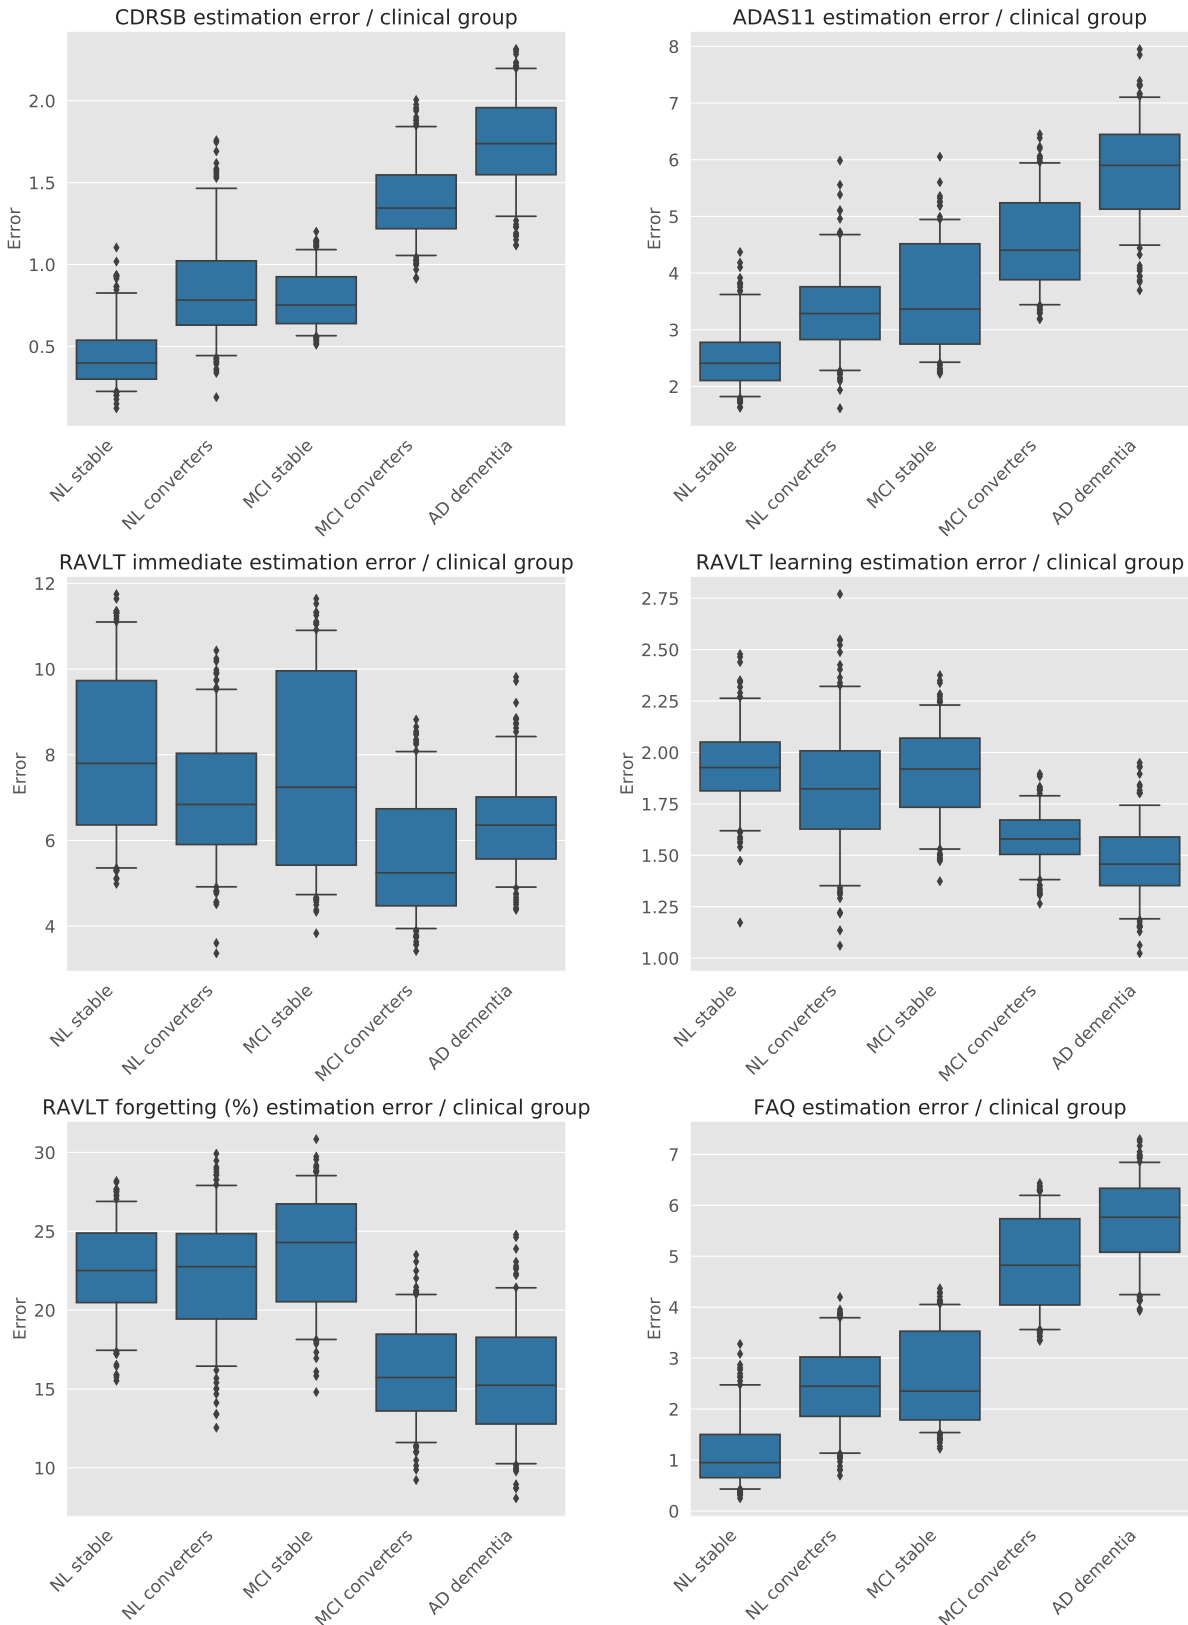 CDRSB estimation error / clinical group
Error
2.0
1.5
1.0
0.5
NL stable
NL converters
MCI stable
MCI converters
AD dementia
ADAS11 estimation error / clinical group
Error
8
7
6
5
4
3
2
NL stable
NL converters
MCI stable
MCI converters
AD dementia
RAVLT immediate estimation error / clinical group
Error
12
10
8
6
4
NL stable
NL converters
MCI stable
MCI converters
AD dementia
RAVLT learning estimation error / clinical group
Error
2.75
2.50
2.25
2.00
1.75
1.50
1.25
1.00
NL stable
NL converters
MCI stable
MCI converters
AD dementia
RAVLT forgetting (%) estimation error / clinical group
Error
30
25
20
15
10
NL stable
NL converters
MCI stable
MCI converters
AD dementia
FAQ estimation error / clinical group
Error
7
6
5
4
3
2
1
0
NL stable
NL converters
MCI stable
MCI converters
AD dementia